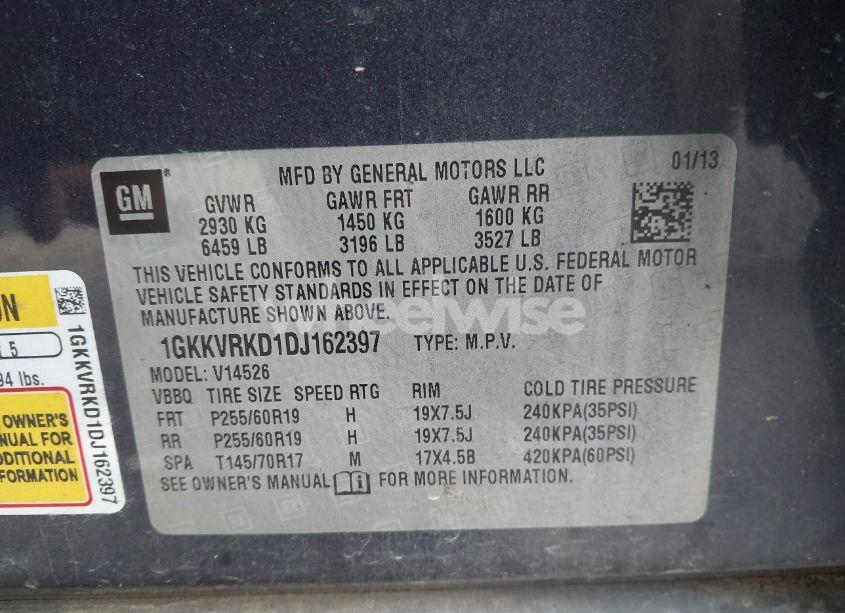 MFD BY GENERAL MOTORS LLC 01/13
GM
GVWR GAWR FRT GAWR RR
2930 KG 1450 KG 1600 KG
6459 LB 3196 LB 3527 LB
THIS VEHICLE CONFORMS TO ALL APPLICABLE U.S. FEDERAL MOTOR
VEHICLE SAFETY STANDARDS IN EFFECT ON THE DATE OF
MANUFACTURE SHOWN ABOVE.
1GKKVRKD1DJ162397 TYPE: M.P.V.
MODEL: V14526
VBBQ TIRE SIZE SPEED RTG RIM COLD TIRE PRESSURE
FRT P255/60R19 H 19X7.5J 240KPA(35PSI)
RR P255/60R19 H 19X7.5J 240KPA(35PSI)
SPA T145/70R17 M 17X4.5B 420KPA(60PSI)
SEE OWNER'S MANUAL FOR MORE INFORMATION.
5
94 lbs.
OWNER'S
FOR
1GKKVRKD1DJ162397
wheelwise